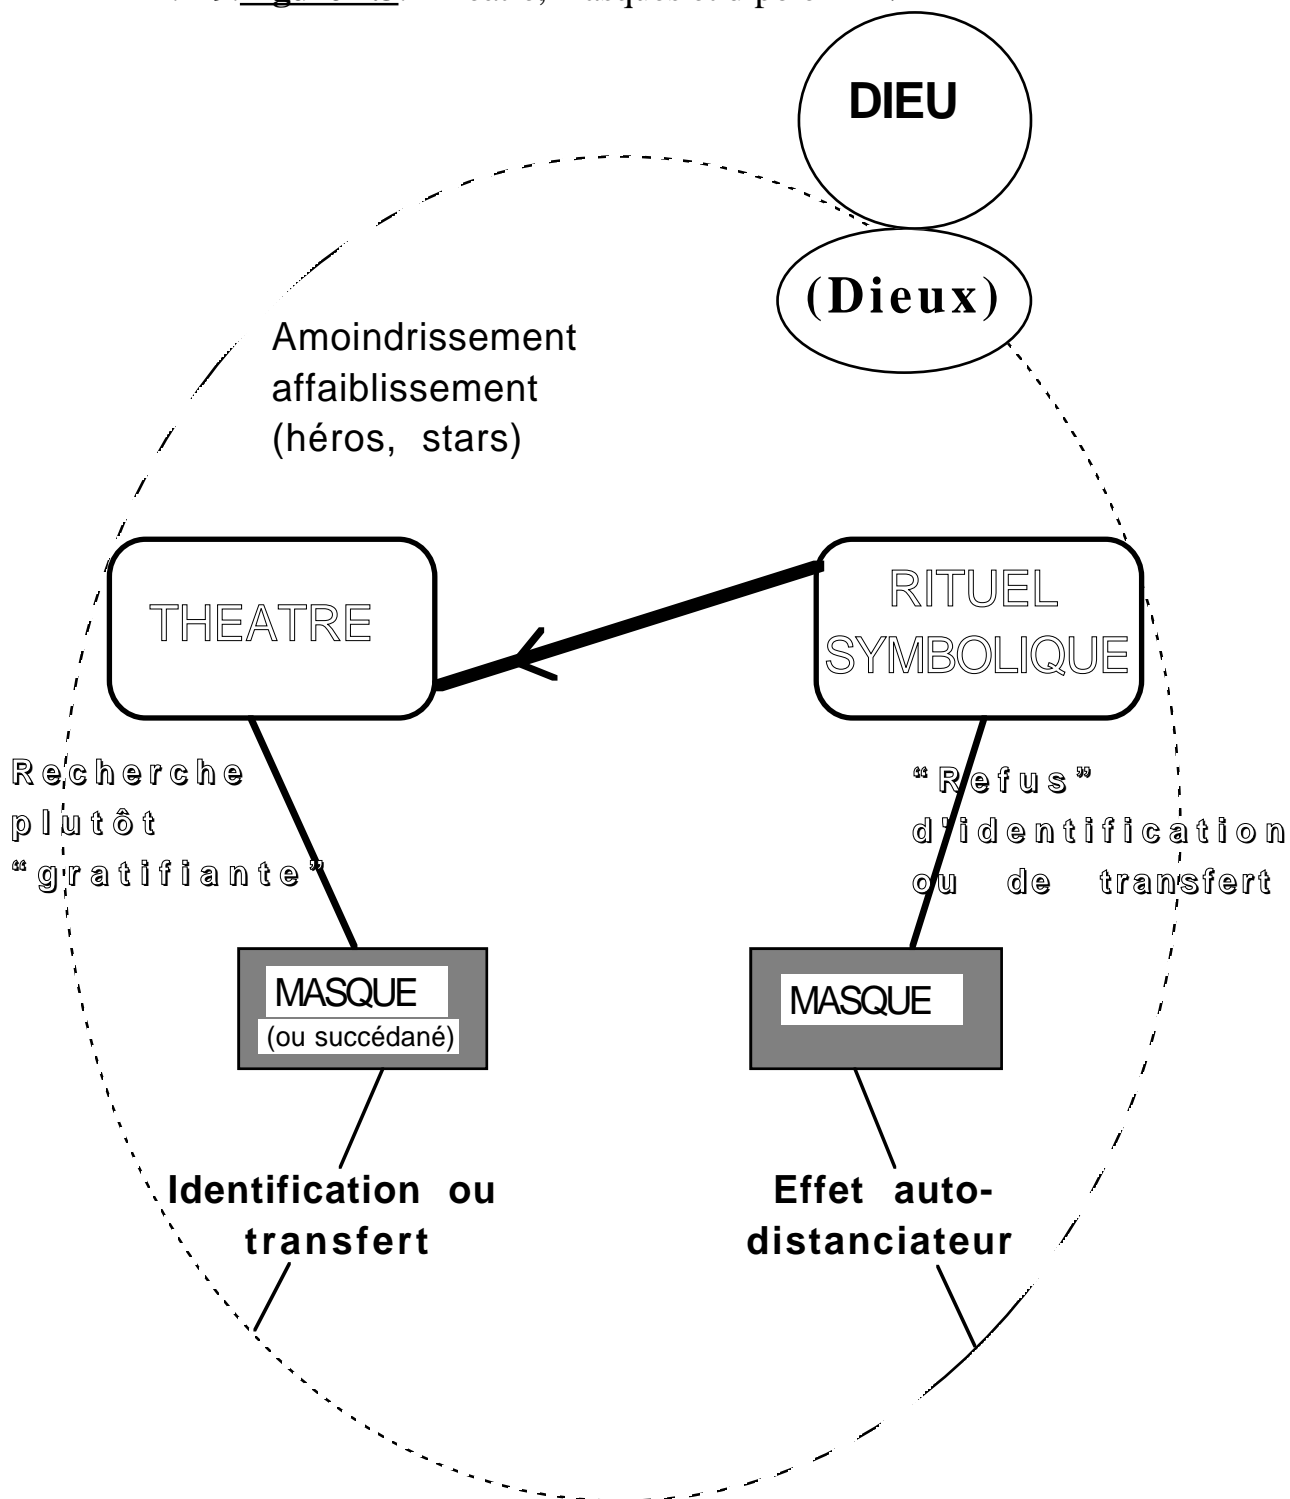 DIEU
(Dieux)
Amoindrissement
affaiblissement
(héros, stars)
THEATRE
RITUEL
SYMBOLIQUE
Recherche
plutôt
“gratifiante”
“Refus”
d'identification
ou de transfert
MASQUE
(ou succédané)
MASQUE
Identification ou
transfert
Effet auto-
distanciateur